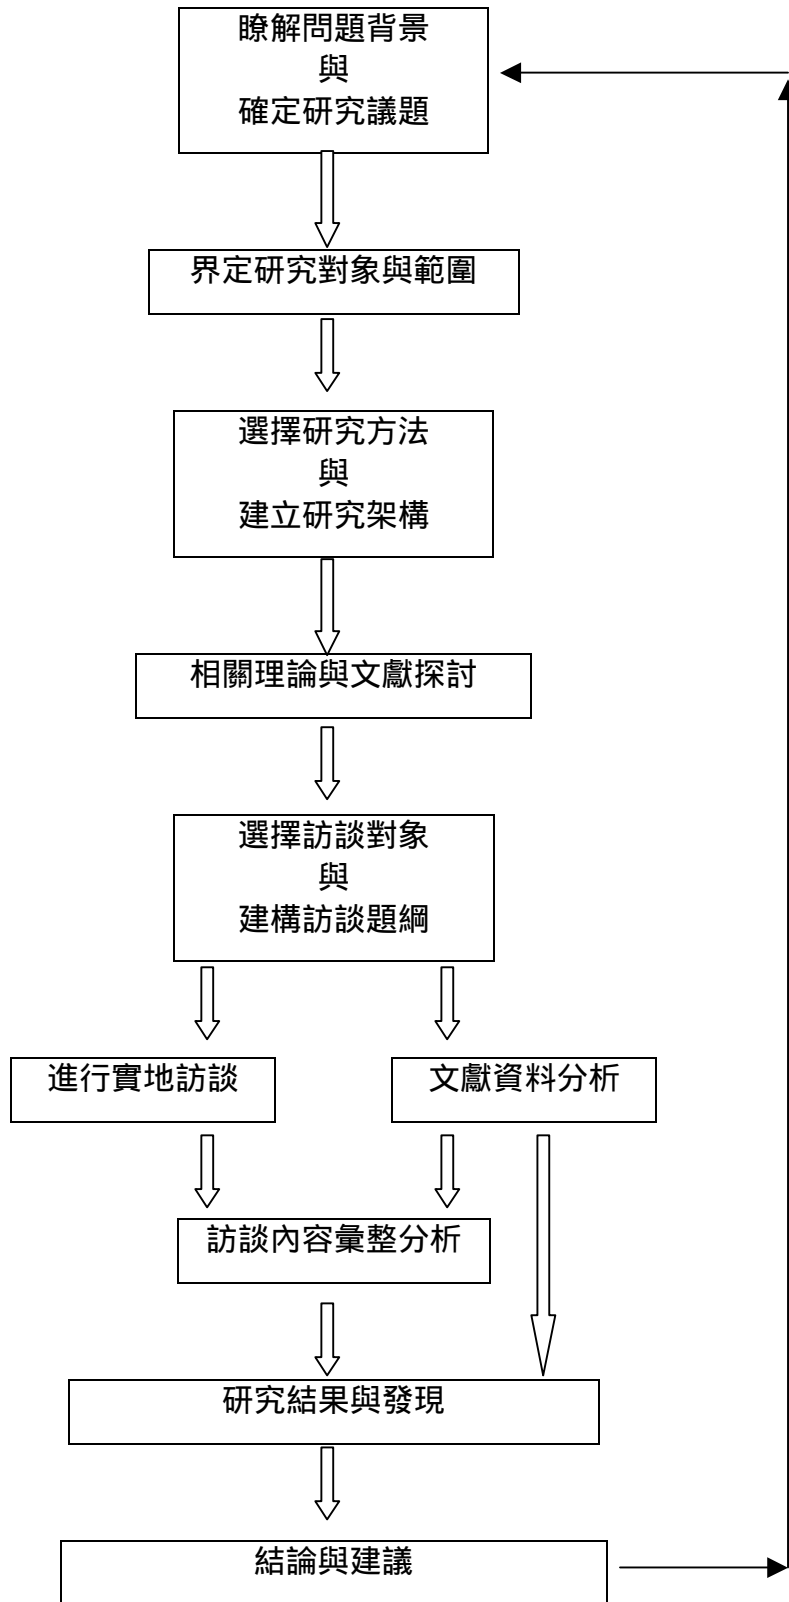 瞭解問題背景
與
確定研究議題
界定研究對象與範圍
選擇研究方法
與
建立研究架構
相關理論與文獻探討
選擇訪談對象
與
建構訪談題綱
進行實地訪談
文獻資料分析
訪談內容彙整分析
研究結果與發現
結論與建議